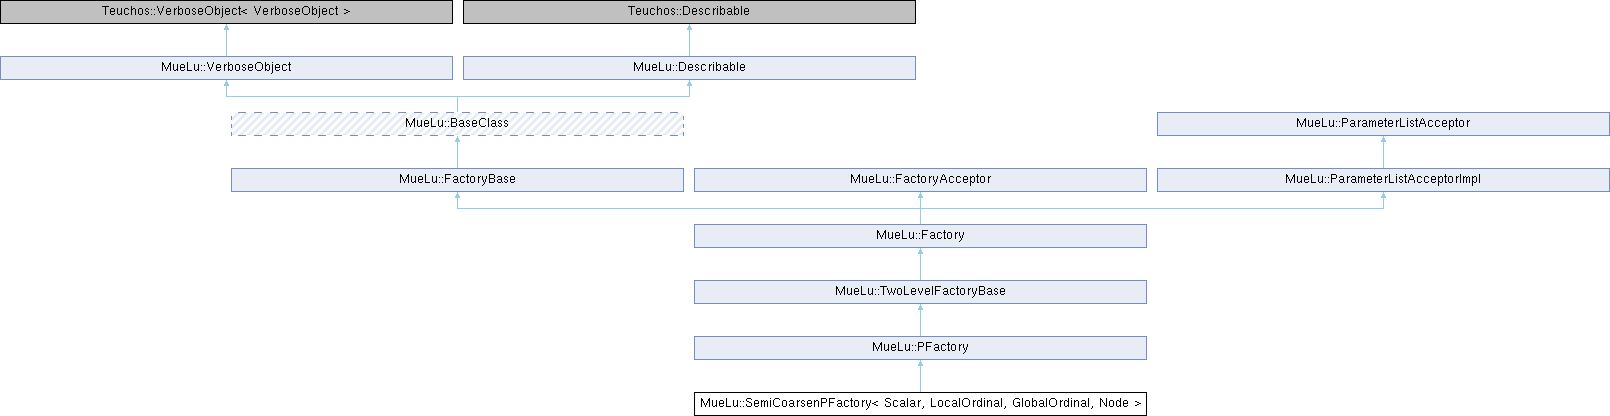 Teuchos::VerboseObject< VerboseObject >
Teuchos::Describable
MueLu::VerboseObject
MueLu::Describable
MueLu::BaseClass
MueLu::ParameterListAcceptor
MueLu::FactoryBase
MueLu::FactoryAcceptor
MueLu::ParameterListAcceptorImpl
MueLu::Factory
MueLu::TwoLevelFactoryBase
MueLu::PFactory
MueLu::SemiCoarsenPFactory< Scalar, LocalOrdinal, GlobalOrdinal, Node >